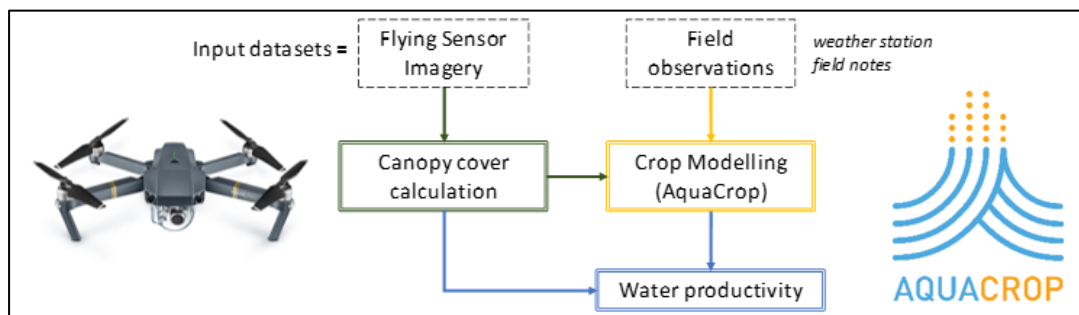 Input datasets =
Flying Sensor
Imagery
Field
observations
weather station
field notes
Canopy cover
calculation
Crop Modelling
(AquaCrop)
Water productivity
AQUACROP